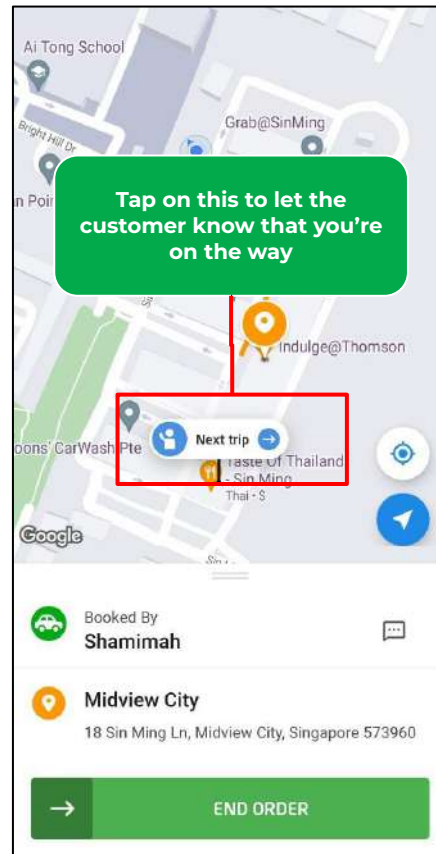 Ai Tong School
Bright Hill Dr
Grab@SinMing
Tap on this to let the
customer know that you're
on the way
Indulge@Thomson
Next trip
oons' CarWash Pte
Taste Of Thailand
- Sin Ming
Thai · $
Google
Booked By
Shamimah
Midview City
18 Sin Ming Ln, Midview City, Singapore 573960
END ORDER